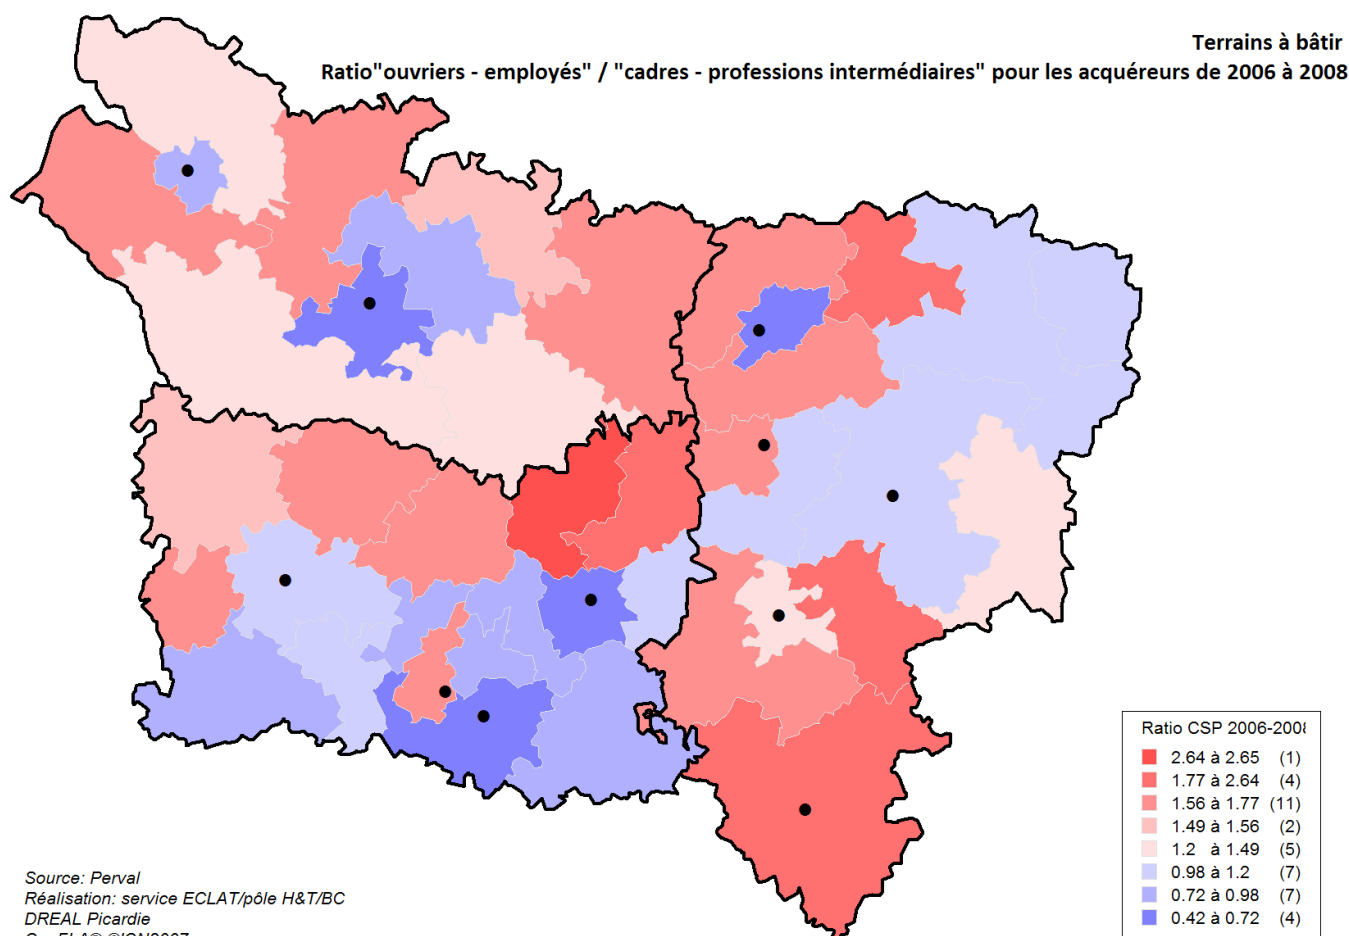 Terrains à bâtir
Ratio"ouvriers - employés" / "cadres - professions intermédiaires" pour les acquéreurs de 2006 à 2008
Ratio CSP 2006-2008
2.64 à 2.65 (1)
1.77 à 2.64 (4)
1.56 à 1.77 (11)
1.49 à 1.56 (2)
1.2 à 1.49 (5)
0.98 à 1.2 (7)
0.72 à 0.98 (7)
0.42 à 0.72 (4)
Source: Perval
Réalisation: service ECLAT/pôle H&T/BC
DREAL Picardie